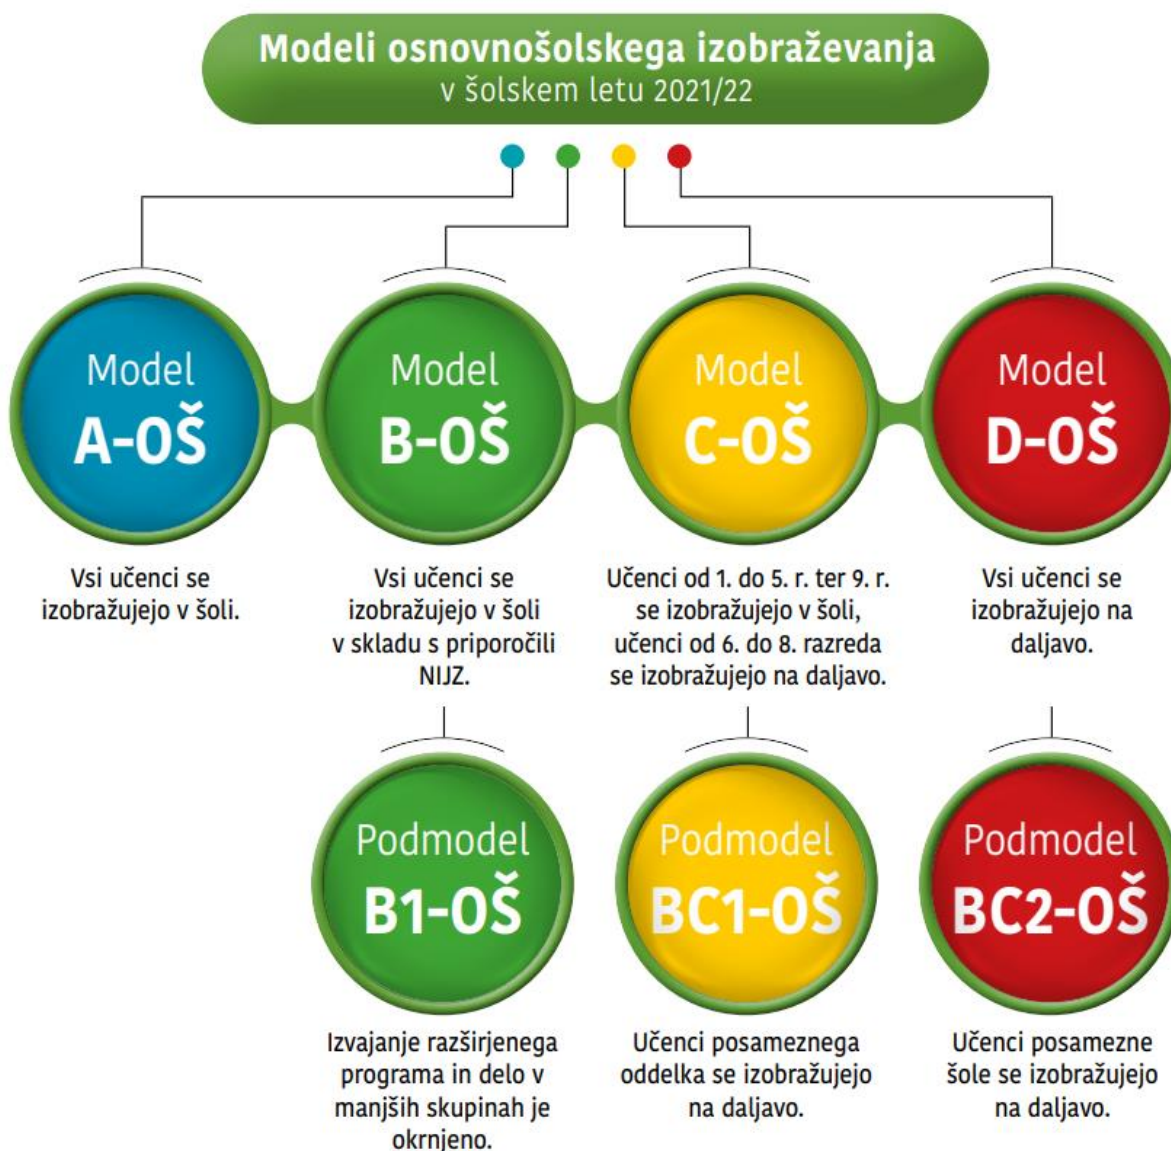 Modeli osnovnošolskega izobraževanja
v šolskem letu 2021/22
Model
A-OŠ
Vsi učenci se
izobražujejo v šoli.
Model
B-OŠ
Vsi učenci se
izobražujejo v šoli
v skladu s priporočili
NIJZ.
Model
C-OŠ
Učenci od 1. do 5. r. ter 9. r.
se izobražujejo v šoli,
učenci od 6. do 8. razreda
se izobražujejo na daljavo.
Model
D-OŠ
Vsi učenci se
izobražujejo na
daljavo.
Podmodel
B1-OŠ
Izvajanje razširjenega
programa in delo v
manjših skupinah je
okrnjeno.
Podmodel
BC1-OŠ
Učenci posameznega
oddelka se izobražujejo
na daljavo.
Podmodel
BC2-OŠ
Učenci posamezne
šole se izobražujejo
na daljavo.